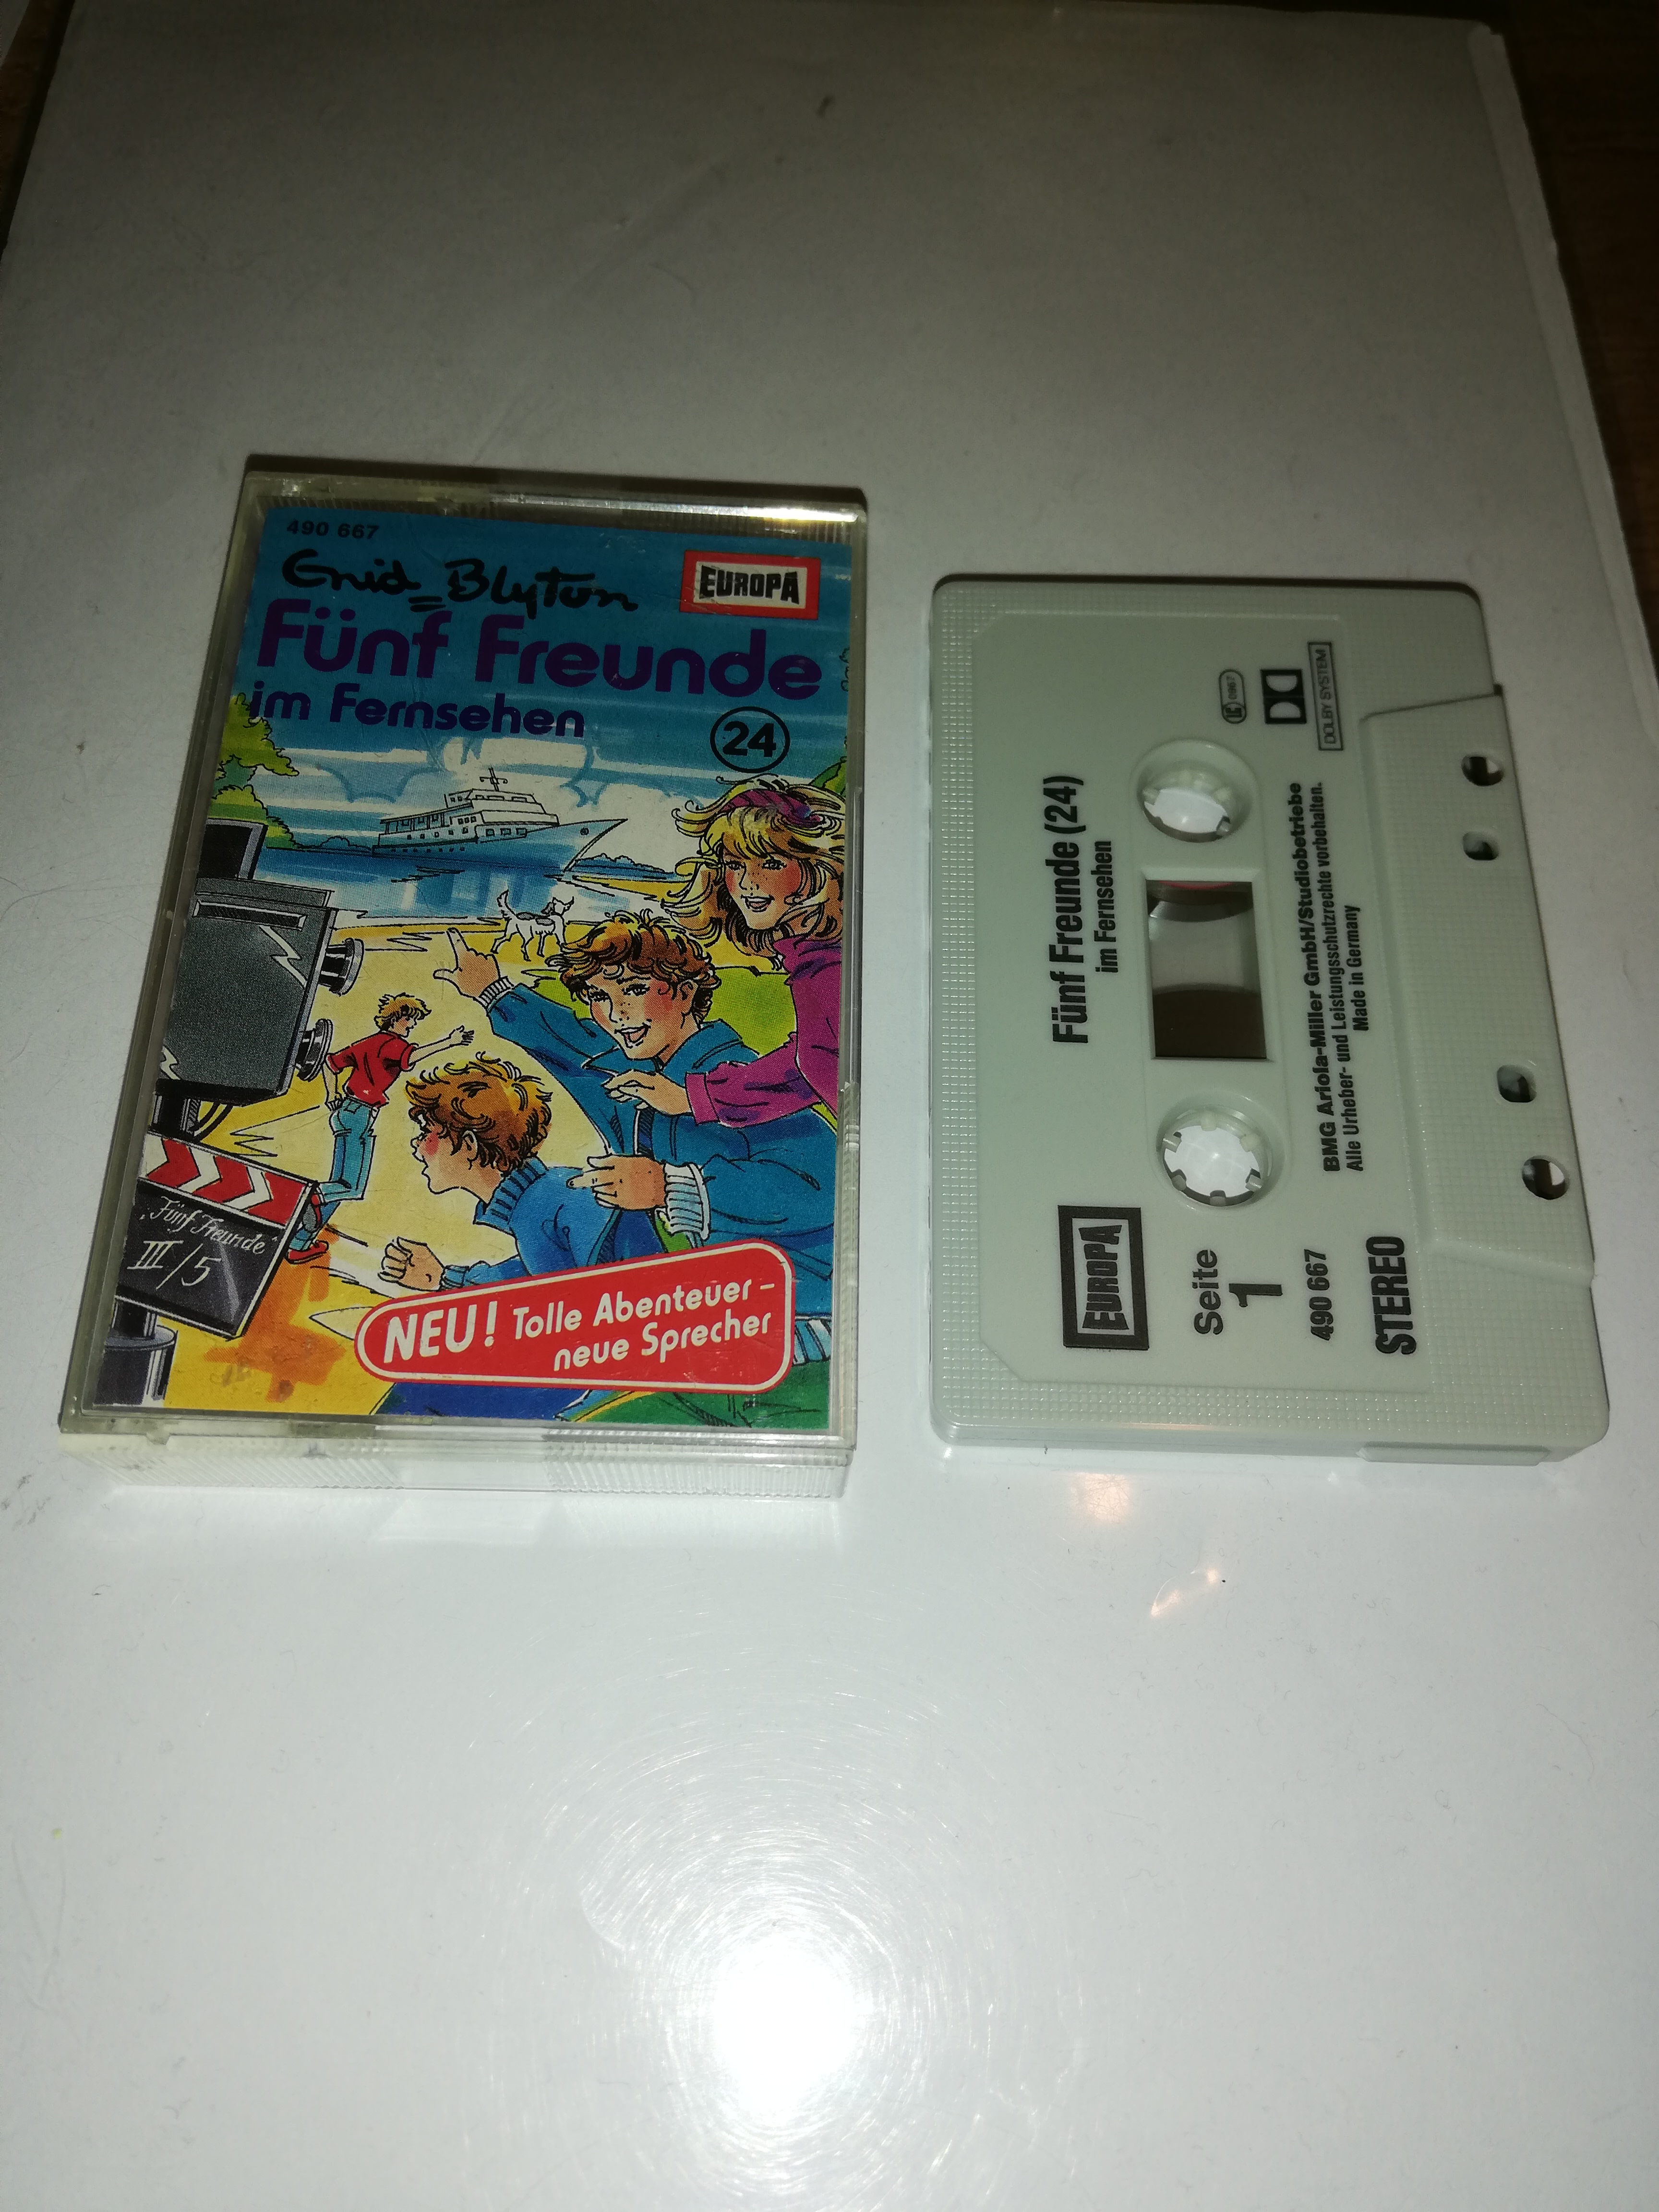 490 667
Enid Blyton
EUROPA
Fünf Freunde
im Fernsehen
24
"Fünf Freunde"
III/5
NEU! Tolle Abenteuer -
neue Sprecher
Fünf Freunde (24)
im Fernsehen
EUROPA
Seite
1
490 667
STEREO
LC 0967
DOLBY SYSTEM
BMG Ariola-Miller GmbH/Studiobetriebe
Alle Urheber- und Leistungsschutzrechte vorbehalten.
Made in Germany